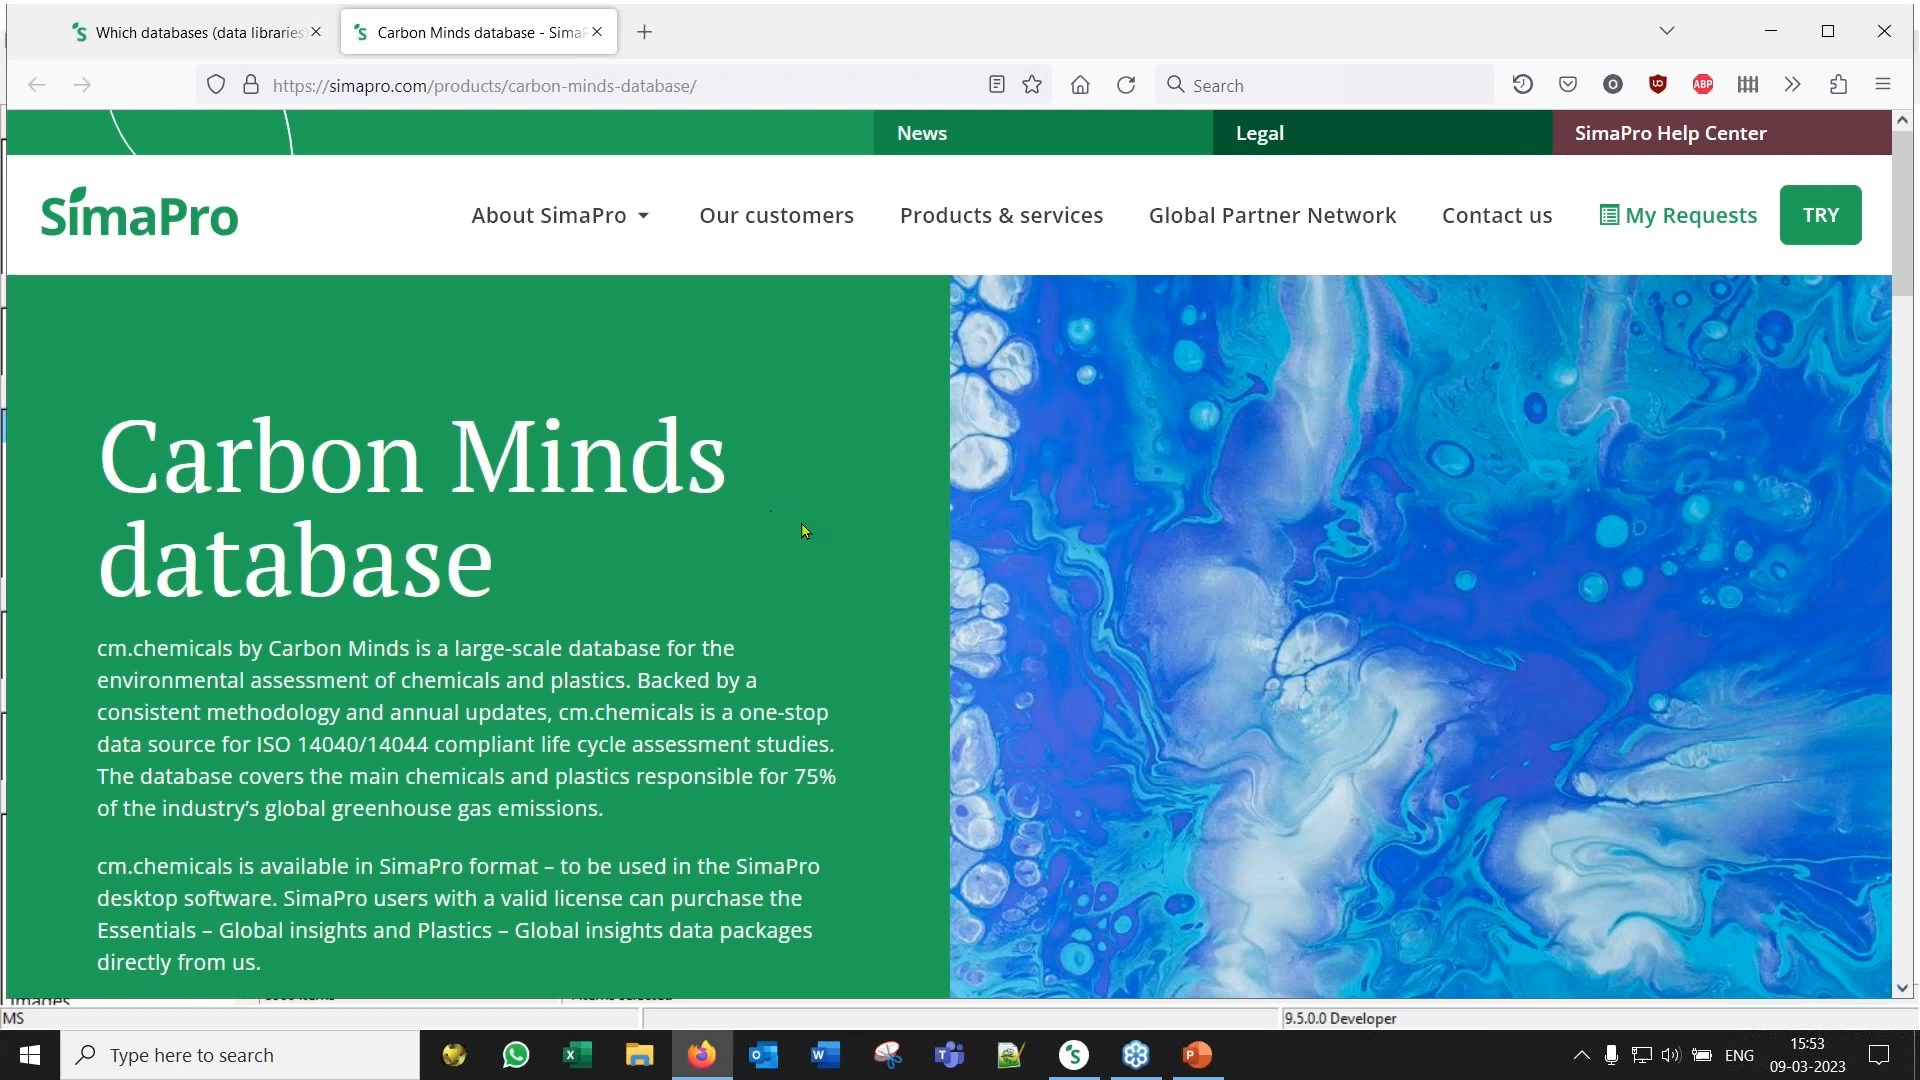 Which databases (data libraries
Carbon Minds database - SimaP
https://simapro.com/products/carbon-minds-database/
Search
ABP
News
Legal
SimaPro Help Center
SimaPro
About SimaPro
Our customers
Products & services
Global Partner Network
Contact us
My Requests
TRY
Carbon Minds
database
cm.chemicals by Carbon Minds is a large-scale database for the
environmental assessment of chemicals and plastics. Backed by a
consistent methodology and annual updates, cm.chemicals is a one-stop
data source for ISO 14040/14044 compliant life cycle assessment studies.
The database covers the main chemicals and plastics responsible for 75%
of the industry’s global greenhouse gas emissions.
cm.chemicals is available in SimaPro format – to be used in the SimaPro
desktop software. SimaPro users with a valid license can purchase the
Essentials – Global insights and Plastics – Global insights data packages
directly from us.
Images
MS
9.5.0.0 Developer
Type here to search
ENG
15:53
09-03-2023